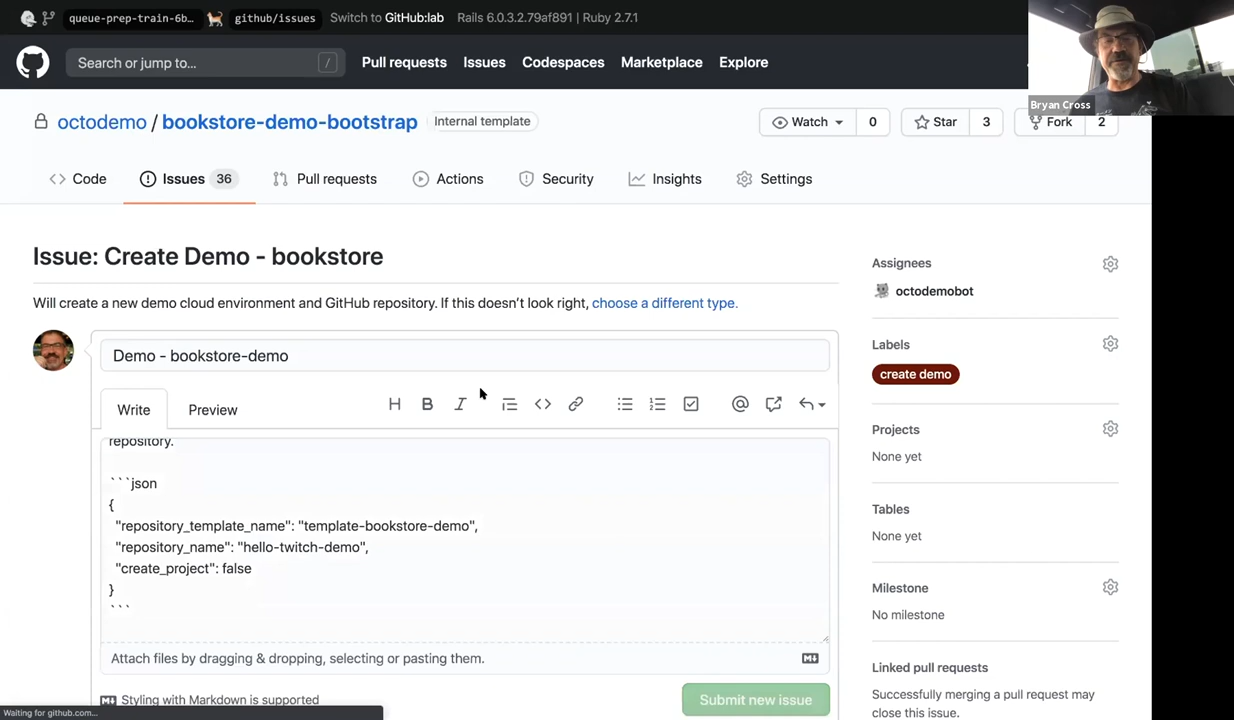 queue-prep-train-6b... github/issues Switch to GitHub:lab Rails 6.0.3.2.79af891 | Ruby 2.7.1
Search or jump to... / Pull requests Issues Codespaces Marketplace Explore
Bryan Cross
octodemo / bookstore-demo-bootstrap Internal template Watch 0 Star 3 Fork 2
Code Issues 36 Pull requests Actions Security Insights Settings
Issue: Create Demo - bookstore
Will create a new demo cloud environment and GitHub repository. If this doesn't look right, choose a different type.
Demo - bookstore-demo
Write Preview
repository.
```json
{
"repository_template_name": "template-bookstore-demo",
"repository_name": "hello-twitch-demo",
"create_project": false
}
```
Attach files by dragging & dropping, selecting or pasting them.
Styling with Markdown is supported Submit new issue
Assignees
octodemobot
Labels
create demo
Projects
None yet
Tables
None yet
Milestone
No milestone
Linked pull requests
Successfully merging a pull request may
close this issue.
Waiting for github.com...